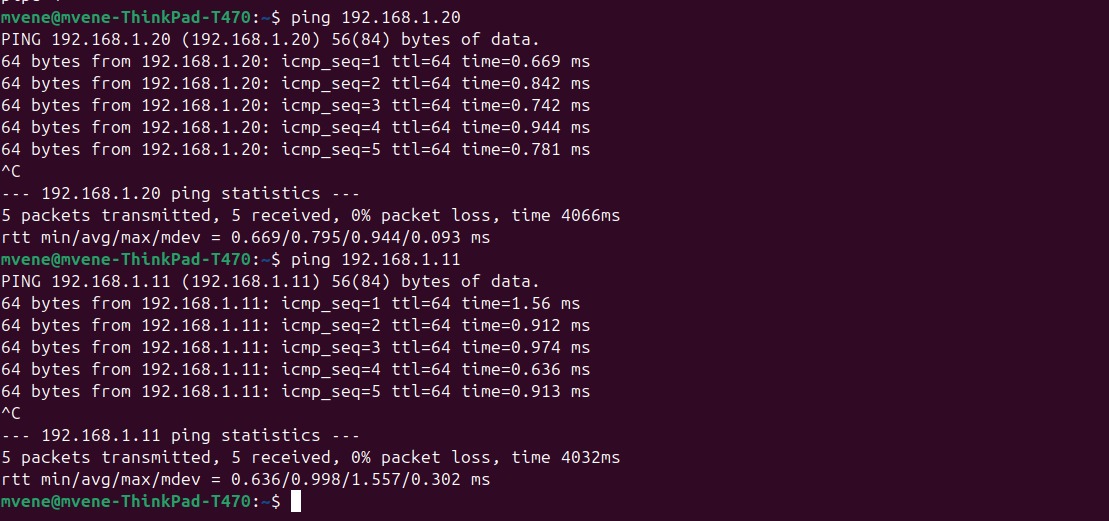 mvene@mvene-ThinkPad-T470:~$ ping 192.168.1.20
PING 192.168.1.20 (192.168.1.20) 56(84) bytes of data.
64 bytes from 192.168.1.20: icmp_seq=1 ttl=64 time=0.669 ms
64 bytes from 192.168.1.20: icmp_seq=2 ttl=64 time=0.842 ms
64 bytes from 192.168.1.20: icmp_seq=3 ttl=64 time=0.742 ms
64 bytes from 192.168.1.20: icmp_seq=4 ttl=64 time=0.944 ms
64 bytes from 192.168.1.20: icmp_seq=5 ttl=64 time=0.781 ms
^C
--- 192.168.1.20 ping statistics ---
5 packets transmitted, 5 received, 0% packet loss, time 4066ms
rtt min/avg/max/mdev = 0.669/0.795/0.944/0.093 ms
mvene@mvene-ThinkPad-T470:~$ ping 192.168.1.11
PING 192.168.1.11 (192.168.1.11) 56(84) bytes of data.
64 bytes from 192.168.1.11: icmp_seq=1 ttl=64 time=1.56 ms
64 bytes from 192.168.1.11: icmp_seq=2 ttl=64 time=0.912 ms
64 bytes from 192.168.1.11: icmp_seq=3 ttl=64 time=0.974 ms
64 bytes from 192.168.1.11: icmp_seq=4 ttl=64 time=0.636 ms
64 bytes from 192.168.1.11: icmp_seq=5 ttl=64 time=0.913 ms
^C
--- 192.168.1.11 ping statistics ---
5 packets transmitted, 5 received, 0% packet loss, time 4032ms
rtt min/avg/max/mdev = 0.636/0.998/1.557/0.302 ms
mvene@mvene-ThinkPad-T470:~$